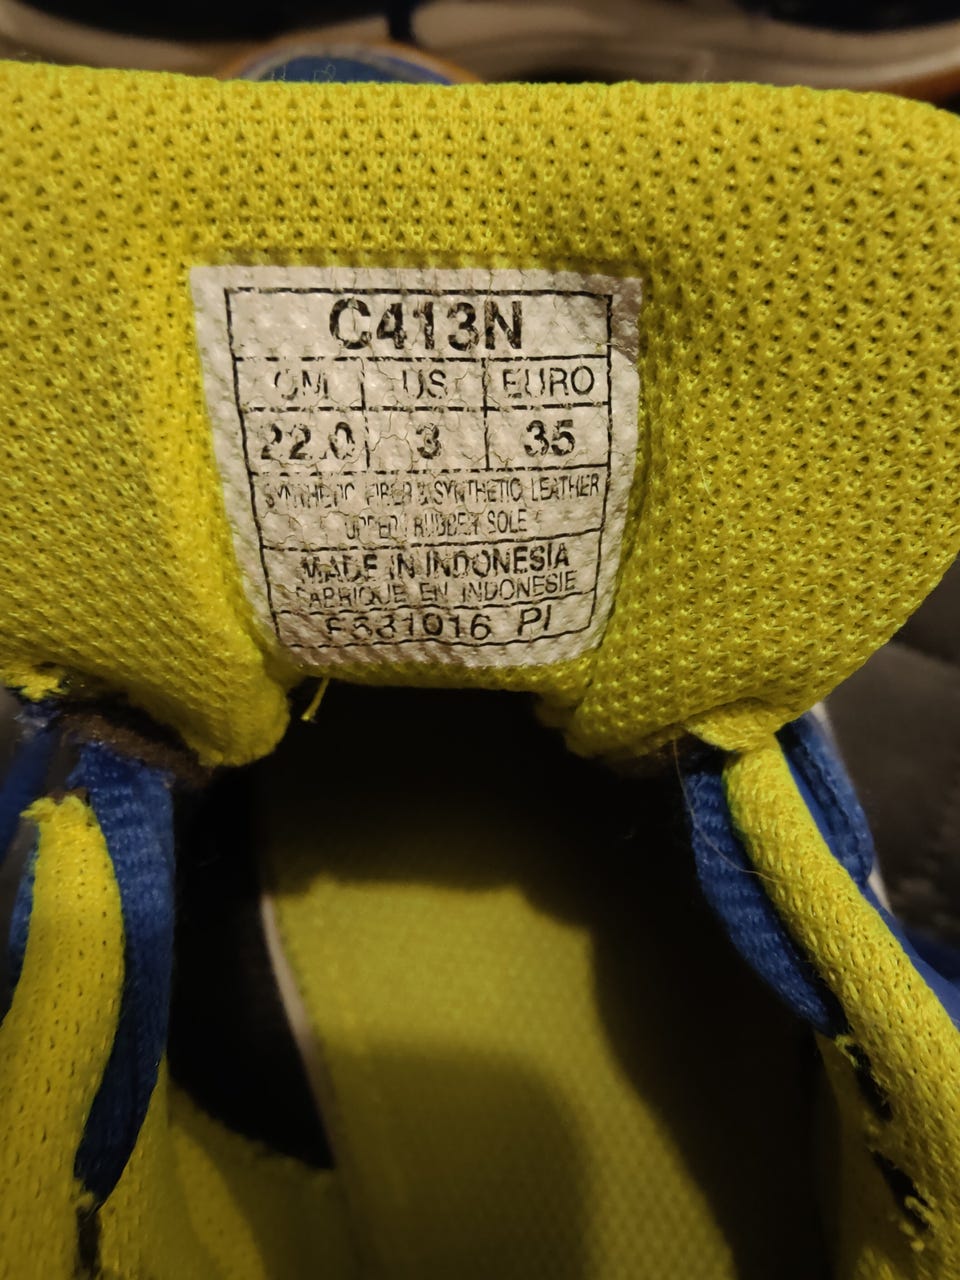 C413N
CM US EURO
22.0 3 35
SYNTHETIC FIBER & SYNTHETIC LEATHER
UPPER / RUBBER SOLE
MADE IN INDONESIA
FABRIQUE EN INDONESIE
PI